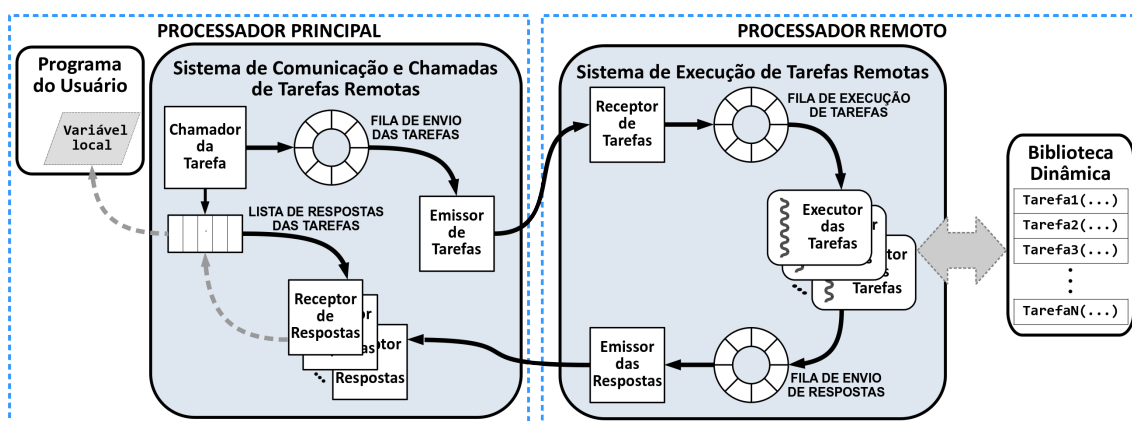 PROCESSADOR PRINCIPAL
Programa
do Usuário
Variável
local
Sistema de Comunicação e Chamadas
de Tarefas Remotas
Chamador
da
Tarefa
FILA DE ENVIO
DAS TAREFAS
LISTA DE RESPOSTAS
DAS TAREFAS
Emissor
de
Tarefas
Receptor
de
Respostas
Respostas
PROCESSADOR REMOTO
Sistema de Execução de Tarefas Remotas
Receptor
de
Tarefas
FILA DE EXECUÇÃO
DE TAREFAS
Executor
das
Tarefas
Tarefas
Emissor
das
Respostas
FILA DE ENVIO
DE RESPOSTAS
Biblioteca
Dinâmica
Tarefa1(...)
Tarefa2(...)
Tarefa3(...)
TarefaN(...)